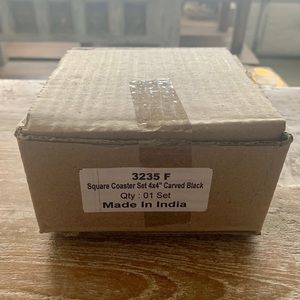 3235 F
Square Coaster Set 4x4" Carved Black
Qty : 01 Set
Made In India